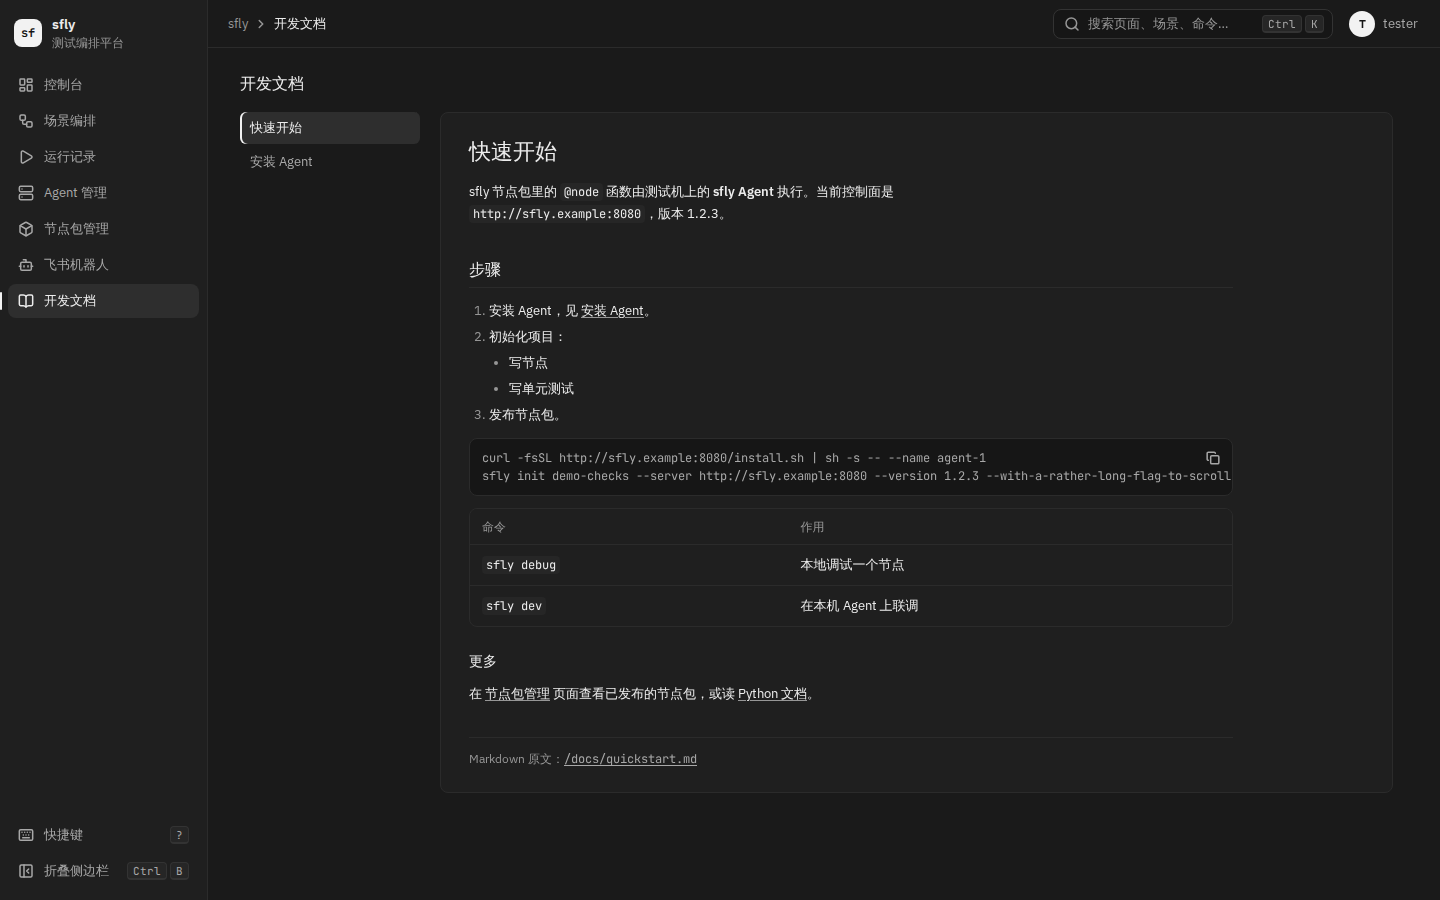 sf
sfly
测试编排平台
控制台
场景编排
运行记录
Agent 管理
节点包管理
飞书机器人
开发文档
快捷键 ?
折叠侧边栏 Ctrl B
sfly > 开发文档
搜索页面、场景、命令... Ctrl K
T tester
开发文档
快速开始
安装 Agent
快速开始
sfly 节点包里的 @node 函数由测试机上的 sfly Agent 执行。当前控制面是
http://sfly.example:8080，版本 1.2.3。
步骤
1. 安装 Agent，见 安装 Agent。
2. 初始化项目：
• 写节点
• 写单元测试
3. 发布节点包。
curl -fsSL http://sfly.example:8080/install.sh | sh -s -- --name agent-1
sfly init demo-checks --server http://sfly.example:8080 --version 1.2.3 --with-a-rather-long-flag-to-scroll
命令 作用
sfly debug 本地调试一个节点
sfly dev 在本机 Agent 上联调
更多
在 节点包管理 页面查看已发布的节点包，或读 Python 文档。
Markdown 原文：/docs/quickstart.md